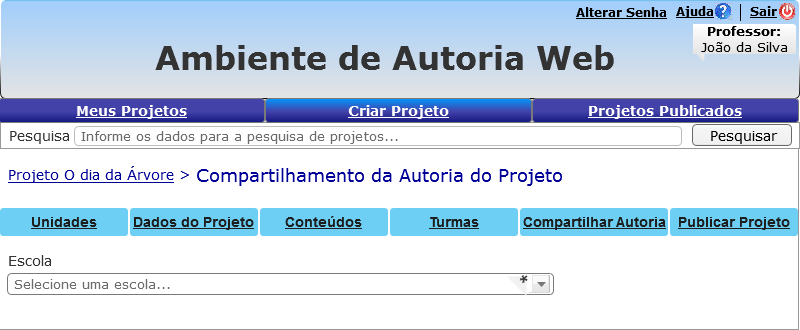 Alterar Senha Ajuda Sair
Professor:
João da Silva
Ambiente de Autoria Web
Meus Projetos Criar Projeto Projetos Publicados
Pesquisa Informe os dados para a pesquisa de projetos... Pesquisar
Projeto O dia da Árvore > Compartilhamento da Autoria do Projeto
Unidades Dados do Projeto Conteúdos Turmas Compartilhar Autoria Publicar Projeto
Escola
Selecione uma escola... *